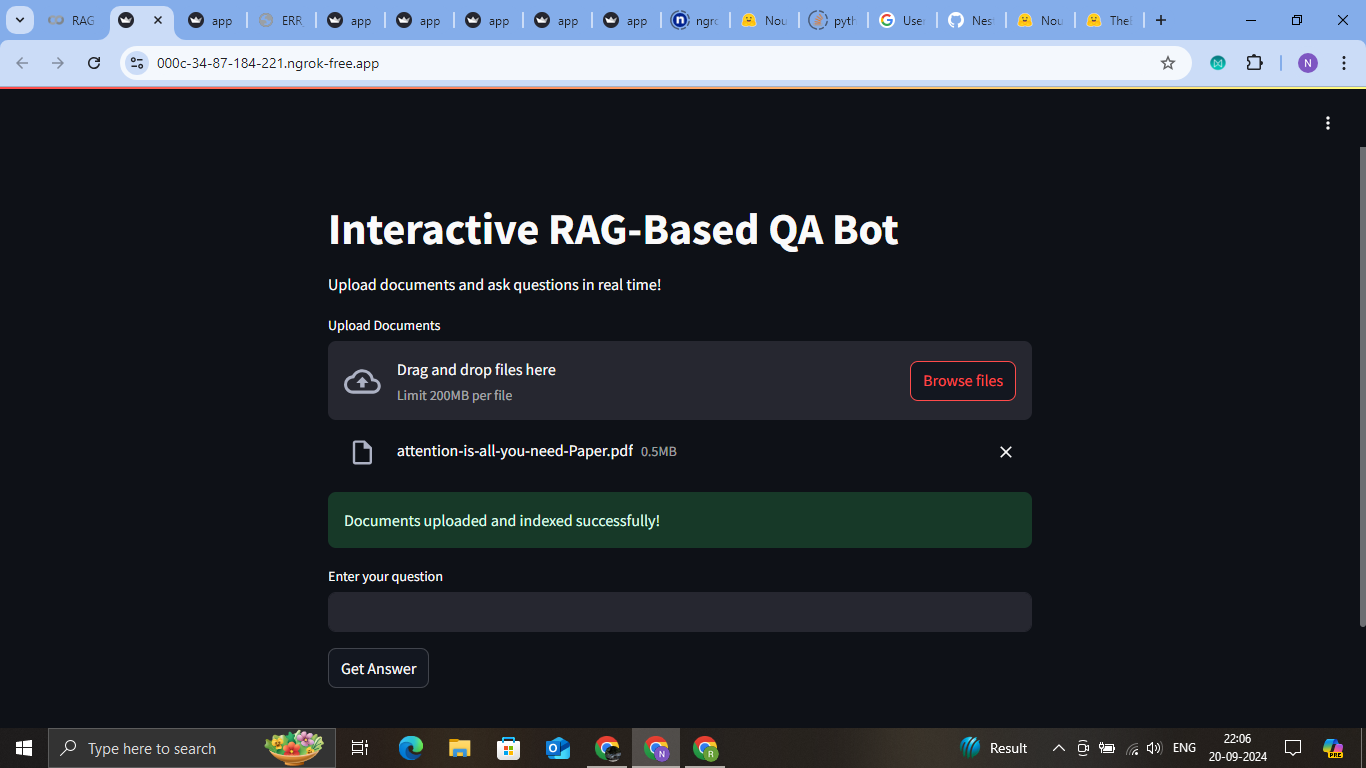 RAG
app
ERR
app
app
app
app
app
ngro
Nou
pyth
User
Nest
Nou
TheB
000c-34-87-184-221.ngrok-free.app
N
Interactive RAG-Based QA Bot
Upload documents and ask questions in real time!
Upload Documents
Drag and drop files here
Limit 200MB per file
Browse files
attention-is-all-you-need-Paper.pdf 0.5MB
Documents uploaded and indexed successfully!
Enter your question
Get Answer
Type here to search
N
R
Result
ENG
22:06
20-09-2024
PRE